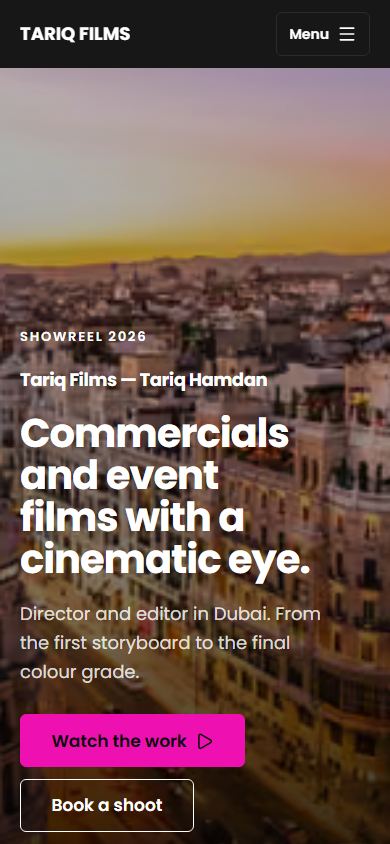 TARIQ FILMS
Menu
SHOWREEL 2026
Tariq Films — Tariq Hamdan
Commercials
and event
films with a
cinematic eye.
Director and editor in Dubai. From
the first storyboard to the final
colour grade.
Watch the work
Book a shoot